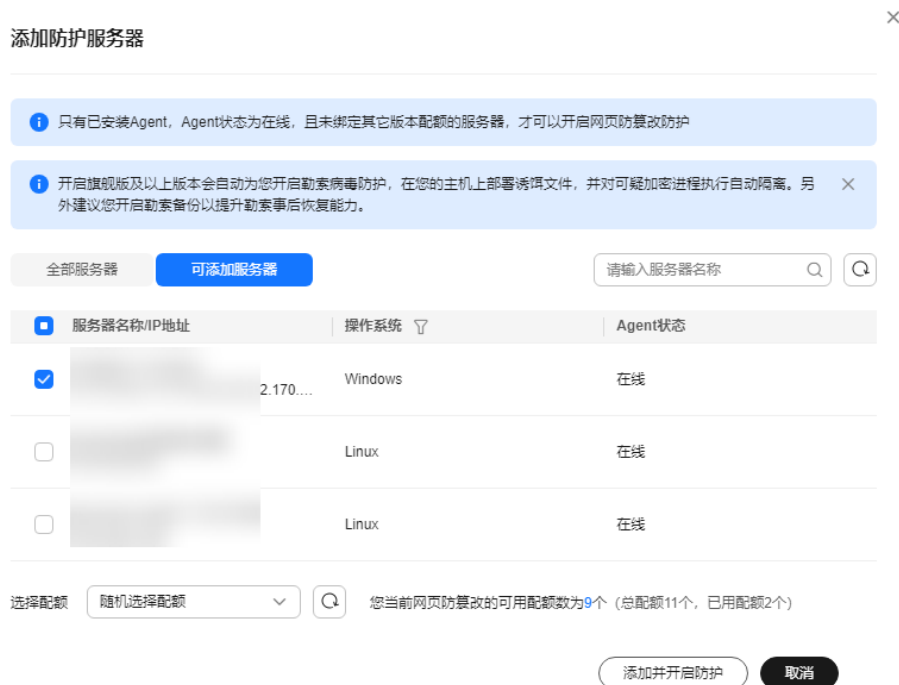 添加防护服务器
只有已安装Agent，Agent状态为在线，且未绑定其它版本配额的服务器，才可以开启网页防篡改防护
开启旗舰版及以上版本会自动为您开启勒索病毒防护，在您的主机上部署诱饵文件，并对可疑加密进程执行自动隔离。另
外建议您开启勒索备份以提升勒索事后恢复能力。
全部服务器 可添加服务器 请输入服务器名称
服务器名称/IP地址 操作系统 Agent状态
2.170.... Windows 在线
Linux 在线
Linux 在线
选择配额 随机选择配额 您当前网页防篡改的可用配额数为9个（总配额11个，已用配额2个）
添加并开启防护 取消